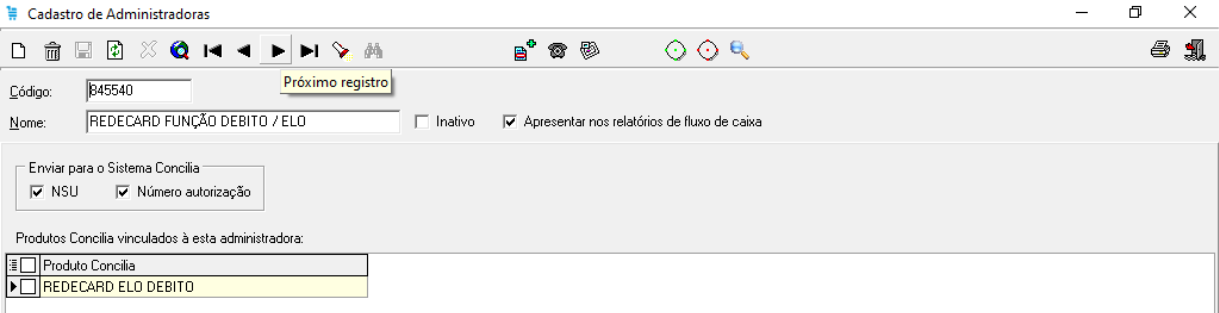 Cadastro de Administradoras
Próximo registro
Código: 845540
Nome: REDECARD FUNÇÃO DEBITO / ELO Inativo Apresentar nos relatórios de fluxo de caixa
Enviar para o Sistema Concilia
NSU Número autorização
Produtos Concilia vinculados à esta administradora:
Produto Concilia
REDECARD ELO DEBITO